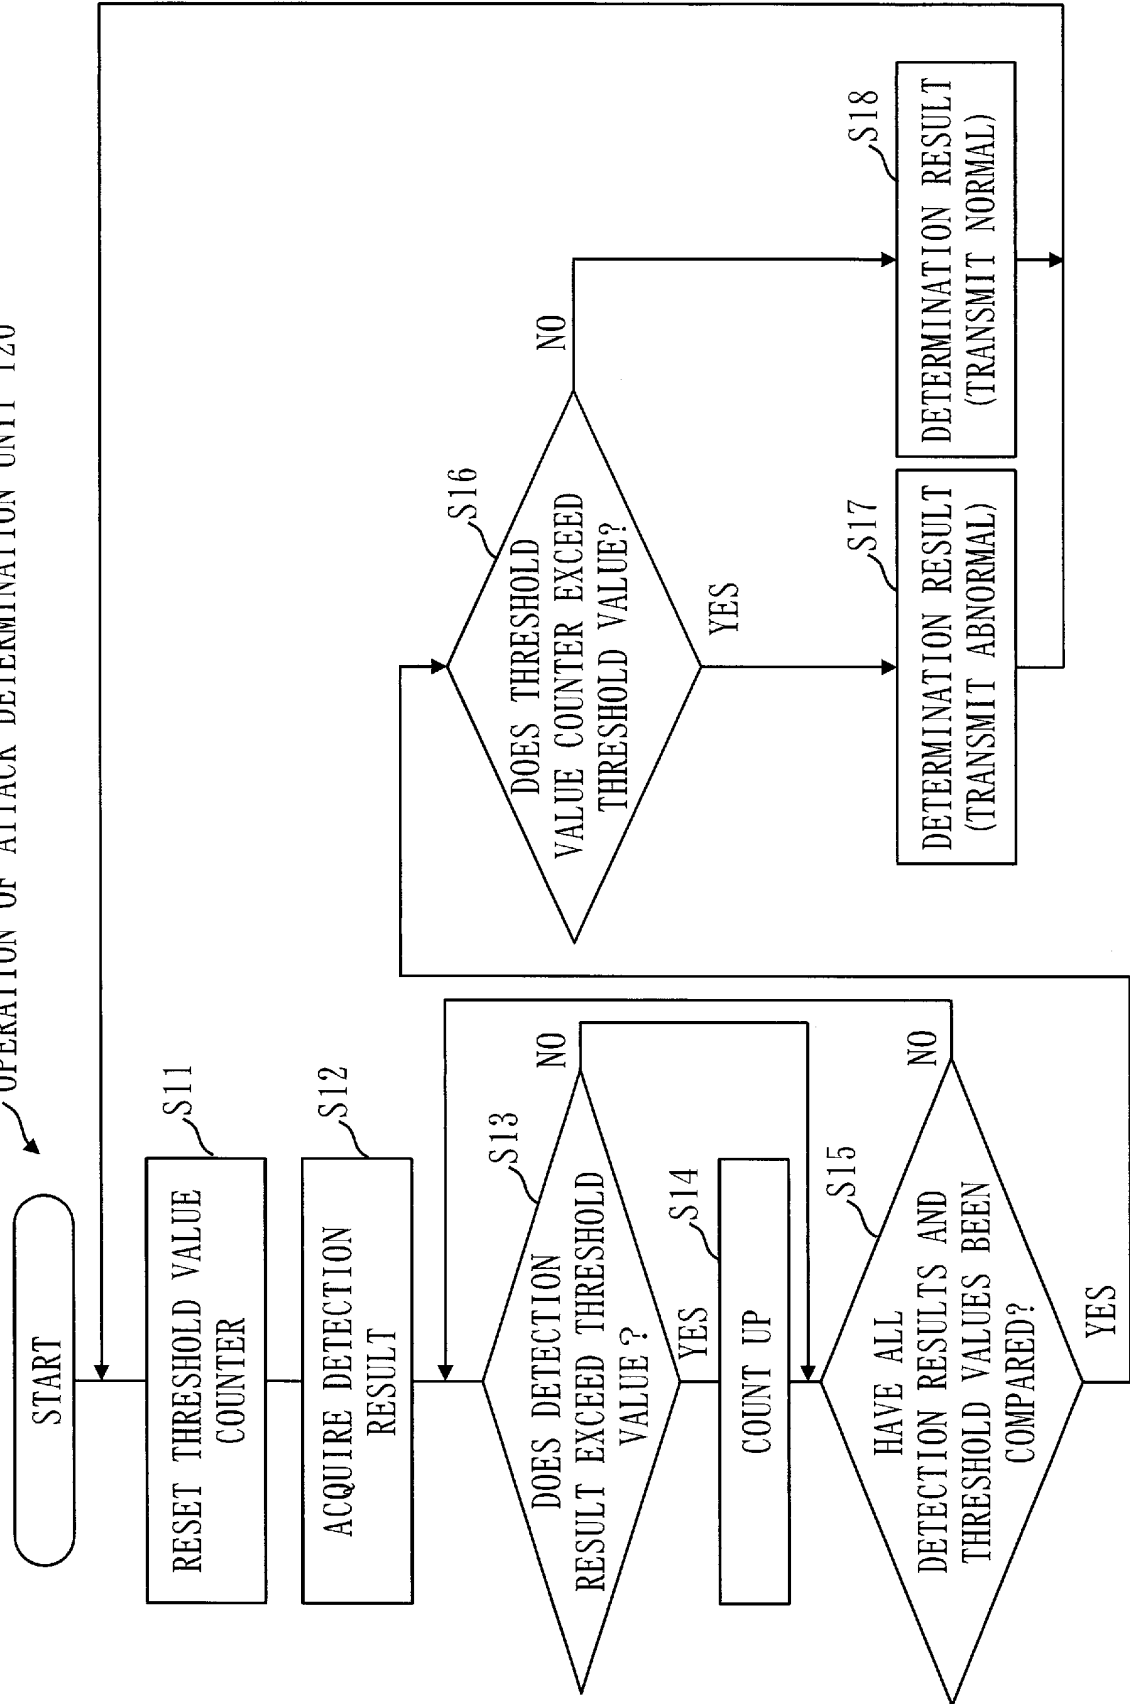 OPERATION OF ATTACK DETERMINATION UNIT 120
START
S11
RESET THRESHOLD VALUE
COUNTER
S12
ACQUIRE DETECTION
RESULT
S13
DOES DETECTION
RESULT EXCEED THRESHOLD
VALUE?
NO
YES
S14
COUNT UP
S15
HAVE ALL
DETECTION RESULTS AND
THRESHOLD VALUES BEEN
COMPARED?
NO
YES
S16
DOES THRESHOLD
VALUE COUNTER EXCEED
THRESHOLD VALUE?
NO
YES
S17
DETERMINATION RESULT
(TRANSMIT ABNORMAL)
S18
DETERMINATION RESULT
(TRANSMIT NORMAL)